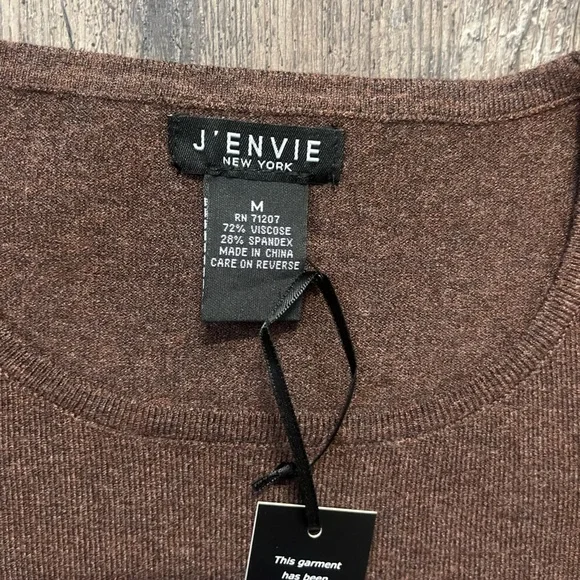 J'ENVIE
NEW YORK
M
RN 71207
72% VISCOSE
28% SPANDEX
MADE IN CHINA
CARE ON REVERSE
This garment
has been